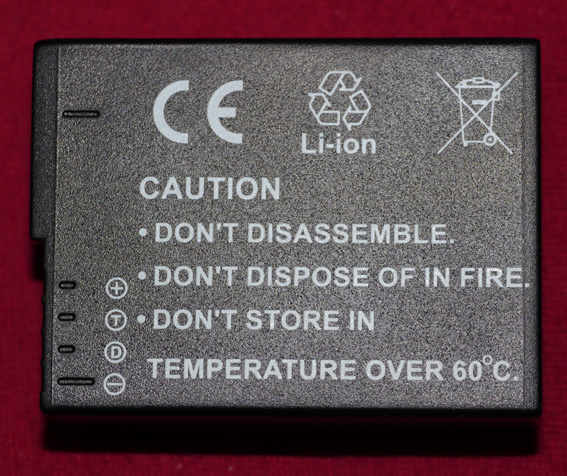 CE
Li-ion
CAUTION
• DON'T DISASSEMBLE.
• DON'T DISPOSE OF IN FIRE.
+
T • DON'T STORE IN
D
TEMPERATURE OVER 60°C.
−